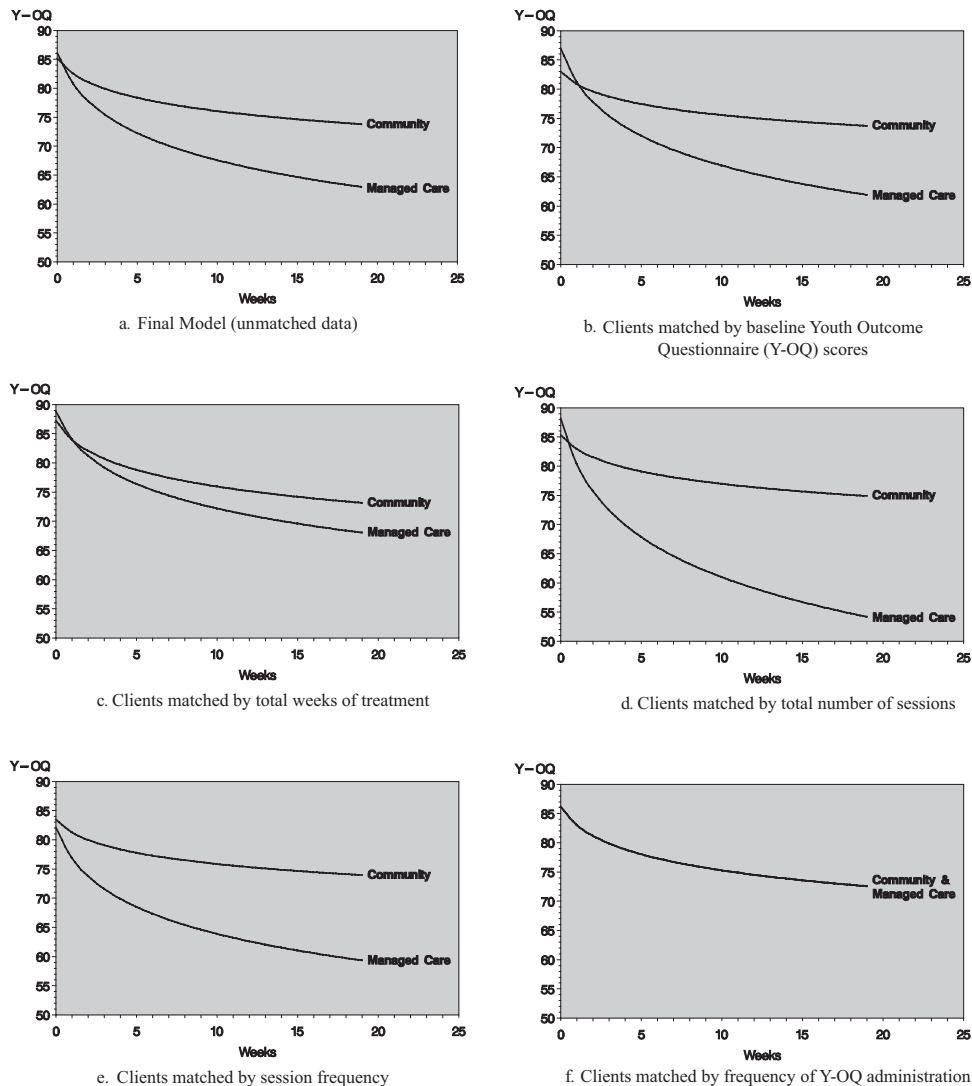 Y-OQ
90
85
80
75
70
65
60
55
50
Community
Managed Care
0 5 10 15 20 25
Weeks
a. Final Model (unmatched data)
Y-OQ
90
85
80
75
70
65
60
55
50
Community
Managed Care
0 5 10 15 20 25
Weeks
b. Clients matched by baseline Youth Outcome
Questionnaire (Y-OQ) scores
Y-OQ
90
85
80
75
70
65
60
55
50
Community
Managed Care
0 5 10 15 20 25
Weeks
c. Clients matched by total weeks of treatment
Y-OQ
90
85
80
75
70
65
60
55
50
Community
Managed Care
0 5 10 15 20 25
Weeks
d. Clients matched by total number of sessions
Y-OQ
90
85
80
75
70
65
60
55
50
Community
Managed Care
0 5 10 15 20 25
Weeks
e. Clients matched by session frequency
Y-OQ
90
85
80
75
70
65
60
55
50
Community &
Managed Care
0 5 10 15 20 25
Weeks
f. Clients matched by frequency of Y-OQ administration